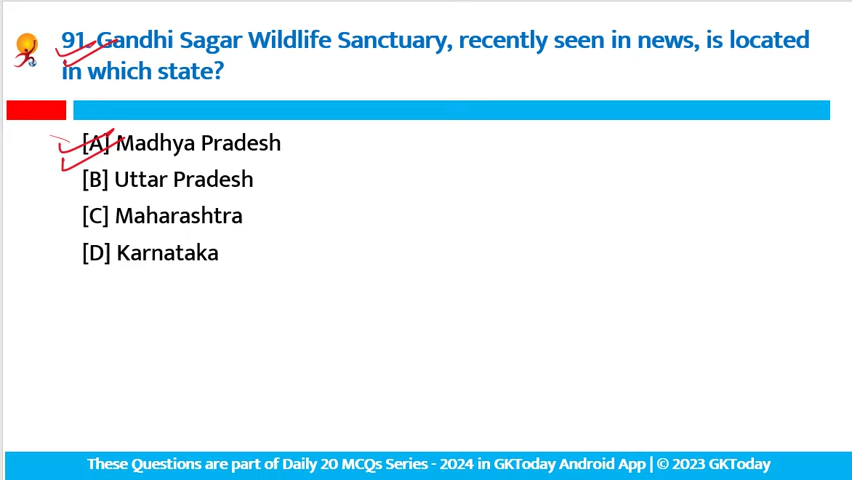 91. Gandhi Sagar Wildlife Sanctuary, recently seen in news, is located
in which state?
[A] Madhya Pradesh
[B] Uttar Pradesh
[C] Maharashtra
[D] Karnataka
These Questions are part of Daily 20 MCQs Series - 2024 in GKToday Android App | © 2023 GKToday